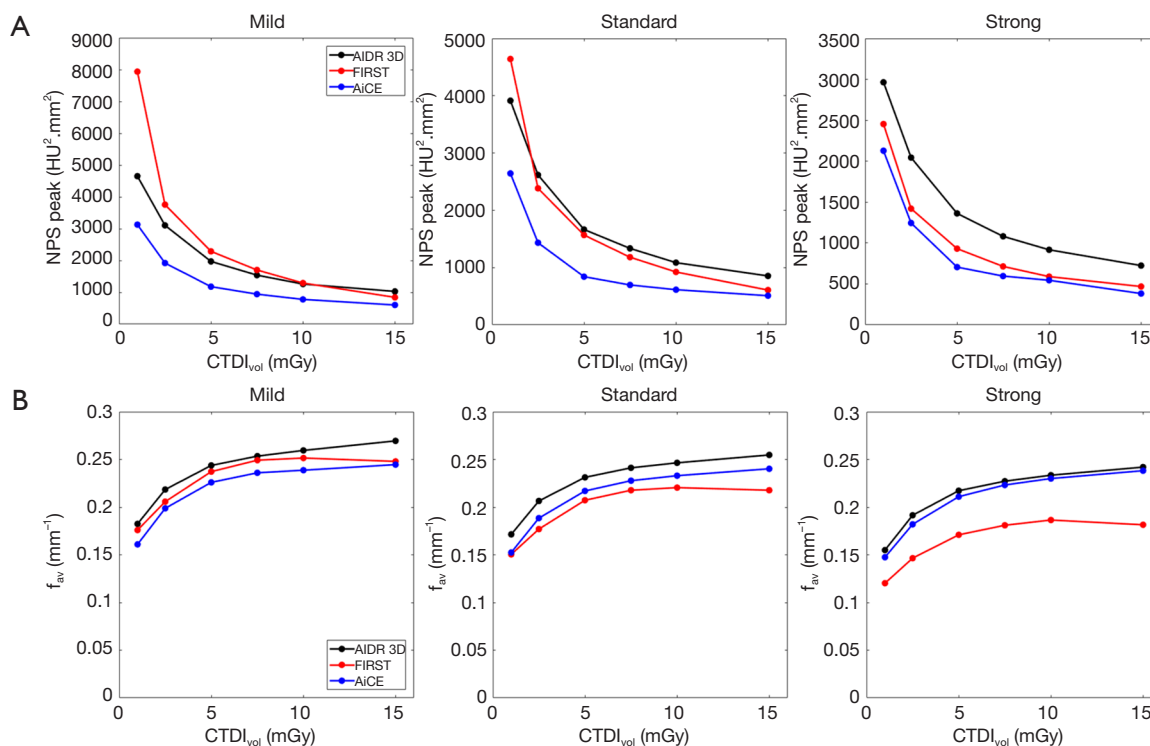 A
Mild
9000
8000
7000
6000
5000
4000
3000
2000
1000
0
NPS peak (HU².mm²)
AIDR 3D
FIRST
AiCE
0 5 10 15
CTDIvol (mGy)
Standard
5000
4000
3000
2000
1000
0
NPS peak (HU².mm²)
0 5 10 15
CTDIvol (mGy)
Strong
3500
3000
2500
2000
1500
1000
500
0
NPS peak (HU².mm²)
0 5 10 15
CTDIvol (mGy)
B
Mild
0.3
0.25
0.2
0.15
0.1
0.05
0
fav (mm⁻¹)
AIDR 3D
FIRST
AiCE
0 5 10 15
CTDIvol (mGy)
Standard
0.3
0.25
0.2
0.15
0.1
0.05
0
fav (mm⁻¹)
0 5 10 15
CTDIvol (mGy)
Strong
0.3
0.25
0.2
0.15
0.1
0.05
0
fav (mm⁻¹)
0 5 10 15
CTDIvol (mGy)